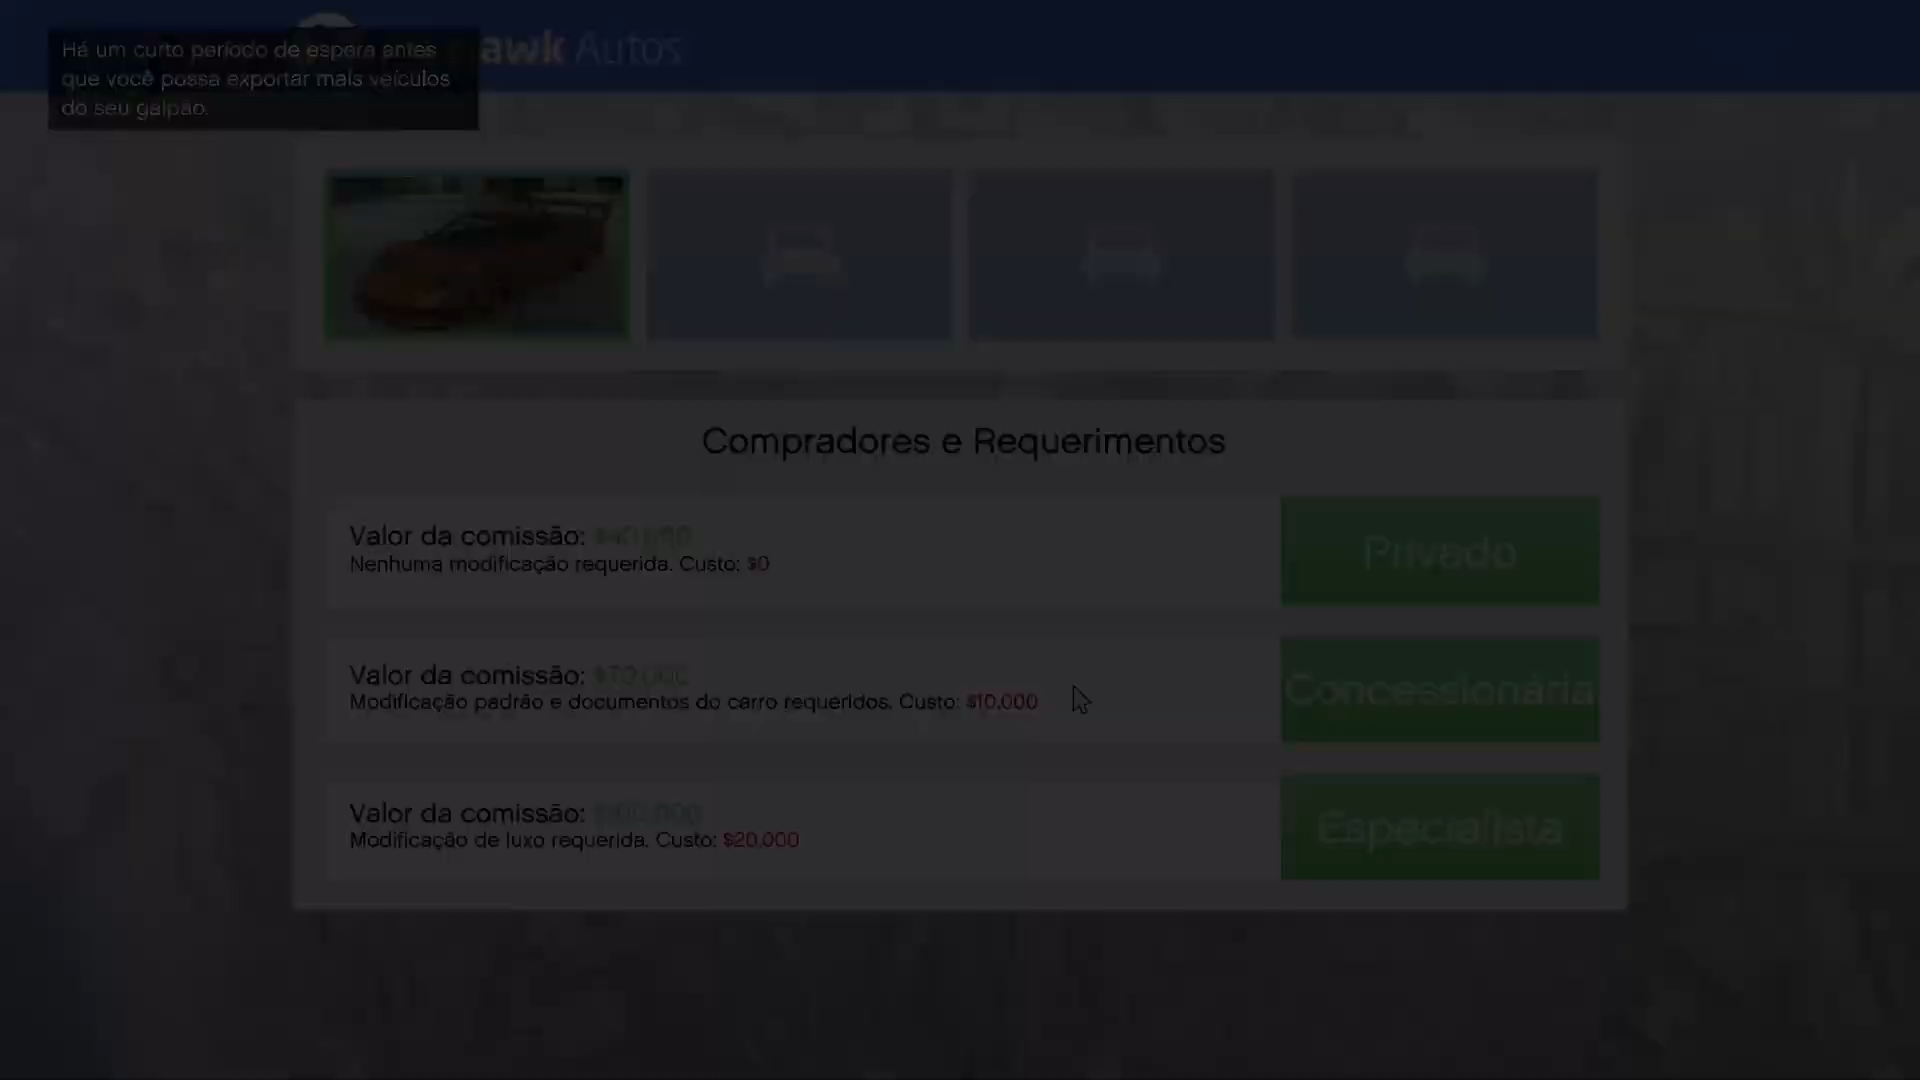 Há um curto período de espera antes
que você possa exportar mais veículos
do seu galpão.
Autos
Compradores e Requerimentos
Valor da comissão:
Nenhuma modificação requerida. Custo: $0
Privado
Valor da comissão:
Modificação padrão e documentos do carro requeridos. Custo: $10,000
Concessionária
Valor da comissão: $100,000
Modificação de luxo requerida. Custo: $20,000
Especialista